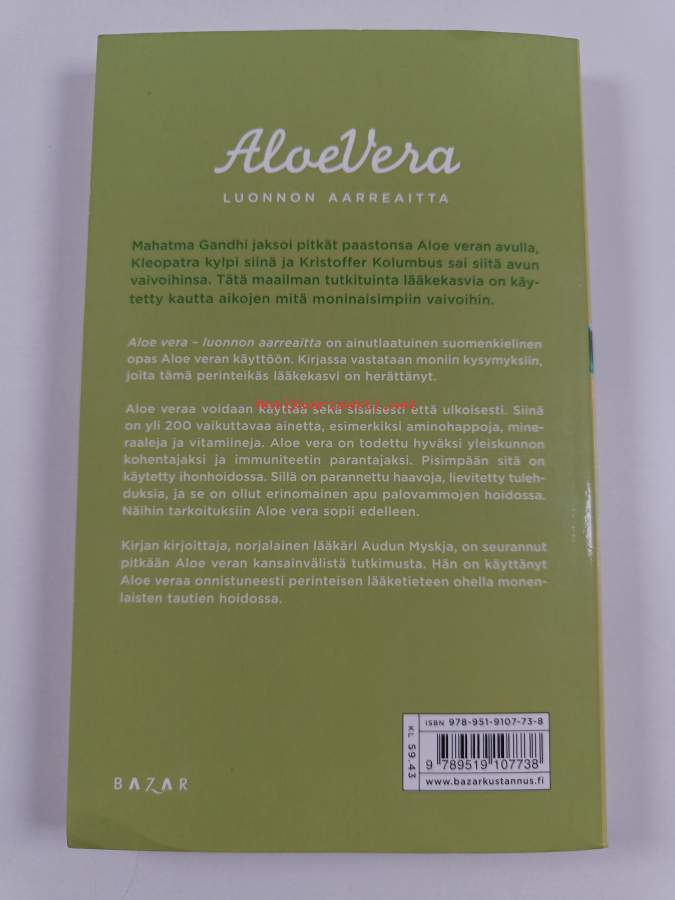 AloeVera
LUONNON AARREAITTA
Mahatma Gandhi jaksoi pitkät paastonsa Aloe veran avulla,
Kleopatra kylpi siinä ja Kristoffer Kolumbus sai siitä avun
vaivoihinsa. Tätä maailman tutkituinta lääkekasvia on käy-
tetty kautta aikojen mitä moninaisimpiin vaivoihin.
Aloe vera – luonnon aarreaitta on ainutlaatuinen suomenkielinen
opas Aloe veran käyttöön. Kirjassa vastataan moniin kysymyksiin,
joita tämä perinteikäs lääkekasvi on herättänyt.
Aloe veraa voidaan käyttää sekä sisäisesti että ulkoisesti. Siinä
on yli 200 vaikuttavaa ainetta, esimerkiksi aminohappoja, mine-
raaleja ja vitamiineja. Aloe vera on todettu hyväksi yleiskunnon
kohentajaksi ja immuniteetin parantajaksi. Pisimpään sitä on
käytetty ihonhoidossa. Sillä on parannettu haavoja, lievitetty tuleh-
duksia, ja se on ollut erinomainen apu palovammojen hoidossa.
Näihin tarkoituksiin Aloe vera sopii edelleen.
Kirjan kirjoittaja, norjalainen lääkäri Audun Myskja, on seurannut
pitkään Aloe veran kansainvälistä tutkimusta. Hän on käyttänyt
Aloe veraa onnistuneesti perinteisen lääketieteen ohella monen-
laisten tautien hoidossa.
BAZAR
KL 59.43
ISBN 978-951-9107-73-8
9 789519 107738
www.bazarkustannus.fi